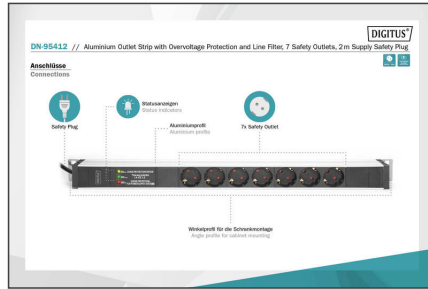 DIGITUS®
DN-95412 // Aluminium Outlet Strip with Overvoltage Protection and Line Filter, 7 Safety Outlets, 2 m Supply Safety Plug
Anschlüsse
Connections
Statusanzeigen
Status indicators
Safety Plug
Aluminiumprofil
Aluminium profile
7x Safety Outlet
Winkelprofil für die Schrankmontage
Angle profile for cabinet mounting